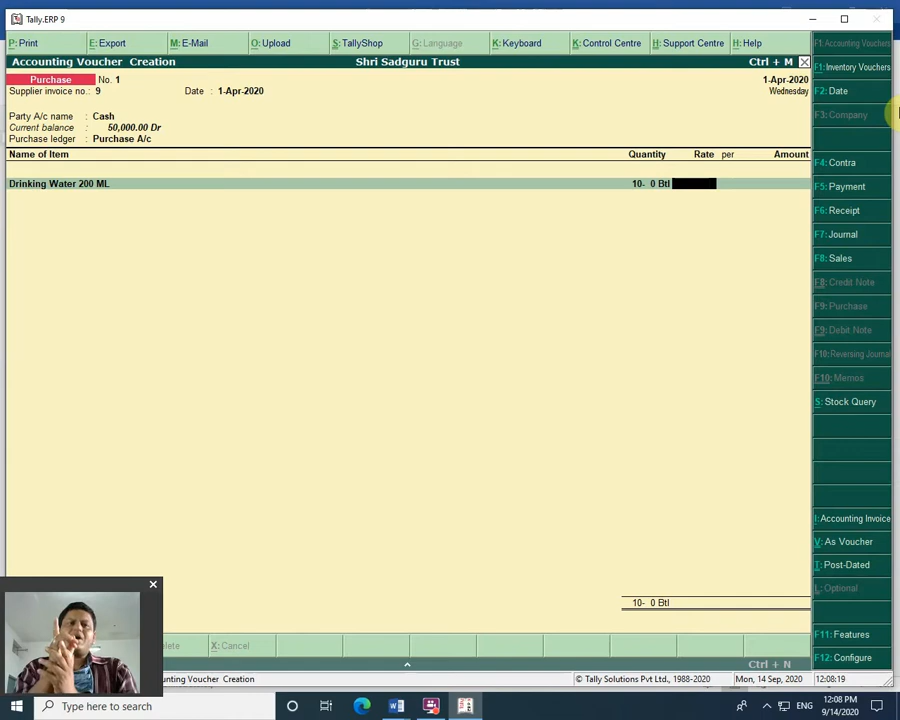 Tally.ERP 9
P: Print E: Export M: E-Mail O: Upload S: TallyShop G: Language K: Keyboard K: Control Centre H: Support Centre H: Help
F1: Accounting Vouchers
Accounting Voucher Creation Shri Sadguru Trust Ctrl + M
F1: Inventory Vouchers
Purchase No. 1 1-Apr-2020
Supplier invoice no.: 9 Date : 1-Apr-2020 Wednesday
F2: Date
F3: Company
Party A/c name : Cash
Current balance : 50,000.00 Dr
Purchase ledger : Purchase A/c
Name of Item Quantity Rate per Amount
F4: Contra
Drinking Water 200 ML 10- 0 Btl
F5: Payment
F6: Receipt
F7: Journal
F8: Sales
F8: Credit Note
F9: Purchase
F9: Debit Note
F10: Reversing Journal
F10: Memos
S: Stock Query
I: Accounting Invoice
V: As Voucher
T: Post-Dated
L: Optional
10- 0 Btl
F11: Features
X: Cancel
F12: Configure
Ctrl + N
Voucher Creation © Tally Solutions Pvt Ltd., 1988-2020 Mon, 14 Sep, 2020 12:08:19
Type here to search ENG 12:08 PM
9/14/2020